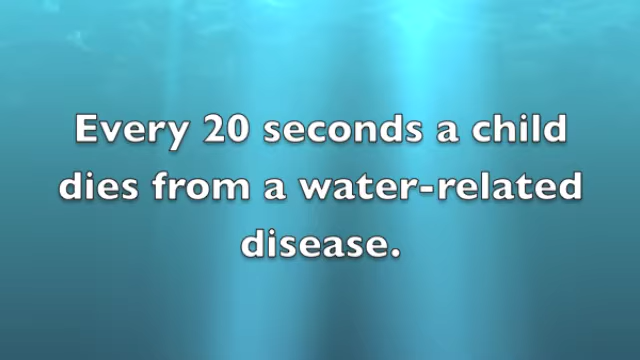 Every 20 seconds a child
dies from a water-related
disease.